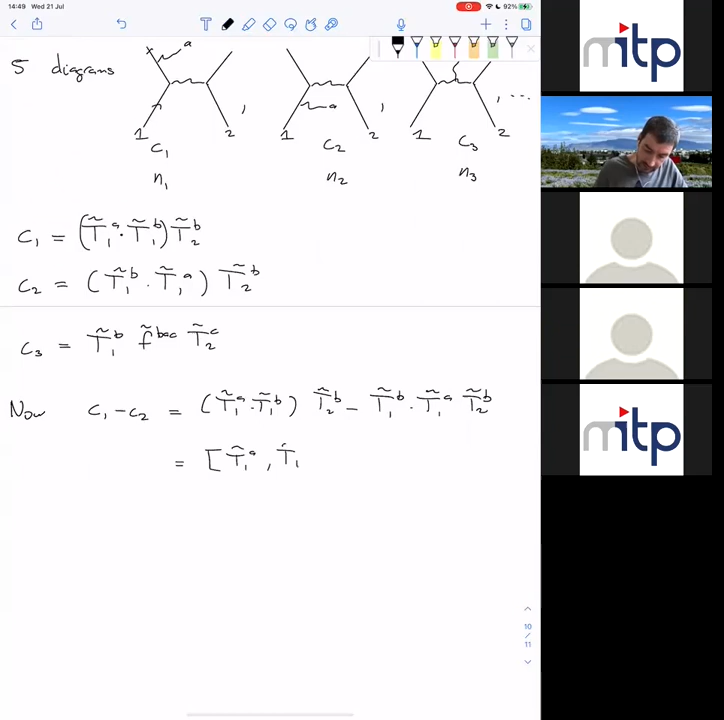 14:49 Wed 21 Jul
92%
5 diagrams
a
a
, , , ...
1 2 1 2 1 2
C₁ C₂ C₃
n₁ n₂ n₃
C₁ = (T̃₁ᵃ · T̃₁ᵇ) T̃₂ᵇ
C₂ = (T̃₁ᵇ · T̃₁ᵃ) T̃₂ᵇ
C₃ = T̃₁ᵇ f̃ᵇᵃᶜ T̃₂ᶜ
Now C₁ - C₂ = (T̃₁ᵃ · T̃₁ᵇ) T̃₂ᵇ - T̃₁ᵇ · T̃₁ᵃ T̃₂ᵇ
= [T̃₁ᵃ, T̃₁
10 / 11
mitp
mitp